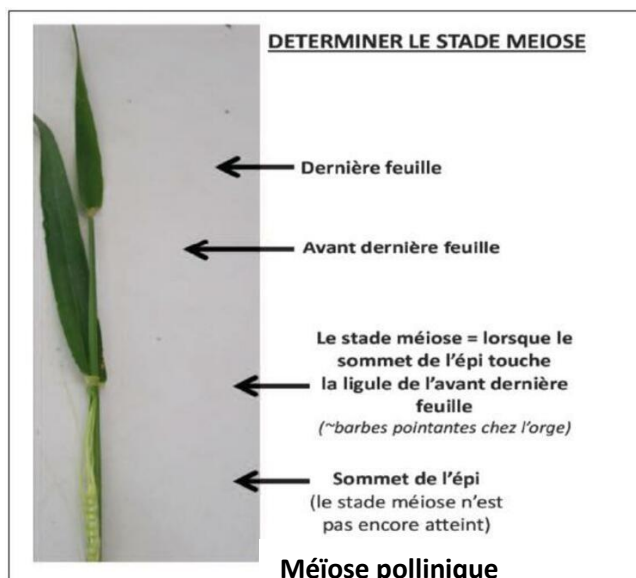 DETERMINER LE STADE MEIOSE
Dernière feuille
Avant dernière feuille
Le stade méiose = lorsque le
sommet de l'épi touche
la ligule de l'avant dernière
feuille
(~barbes pointantes chez l'orge)
Sommet de l'épi
(le stade méiose n'est
pas encore atteint)
Méïose pollinique